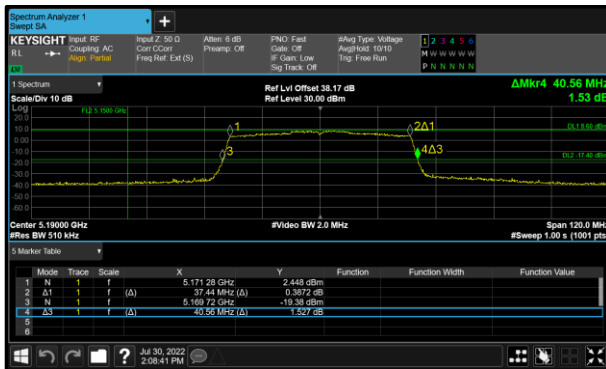 Spectrum Analyzer 1
Swept SA
KEYSIGHT Input: RF Input Z: 50 Ω Atten: 6 dB PNO: Fast #Avg Type: Voltage 1 2 3 4 5 6
R L Coupling: AC Corr CCorr Preamp: Off Gate: Off Avg|Hold: 10/10 M W W W W W
Align: Partial Freq Ref: Ext (S) IF Gain: Low Trig: Free Run
Sig Track: Off P N N N N N
1 Spectrum Ref Lvl Offset 38.17 dB ΔMkr4 40.56 MHz
Scale/Div 10 dB Ref Level 30.00 dBm 1.53 dB
Log
20.0 FL2 5.1500 GHz
10.0 1 2Δ1 DL1 8.60 dBm
0.00
-10.0 3 4Δ3 DL2 -17.40 dBm
-20.0
-30.0
-40.0
-50.0
-60.0
Center 5.19000 GHz #Video BW 2.0 MHz Span 120.0 MHz
#Res BW 510 kHz #Sweep 1.00 s (1001 pts)
5 Marker Table
Mode Trace Scale X Y Function Function Width Function Value
1 N 1 f 5.171 28 GHz 2.448 dBm
2 Δ1 1 f (Δ) 37.44 MHz (Δ) 0.3872 dB
3 N 1 f 5.169 72 GHz -19.38 dBm
4 Δ3 1 f (Δ) 40.56 MHz (Δ) 1.527 dB
5
6
? Jul 30, 2022
2:08:41 PM